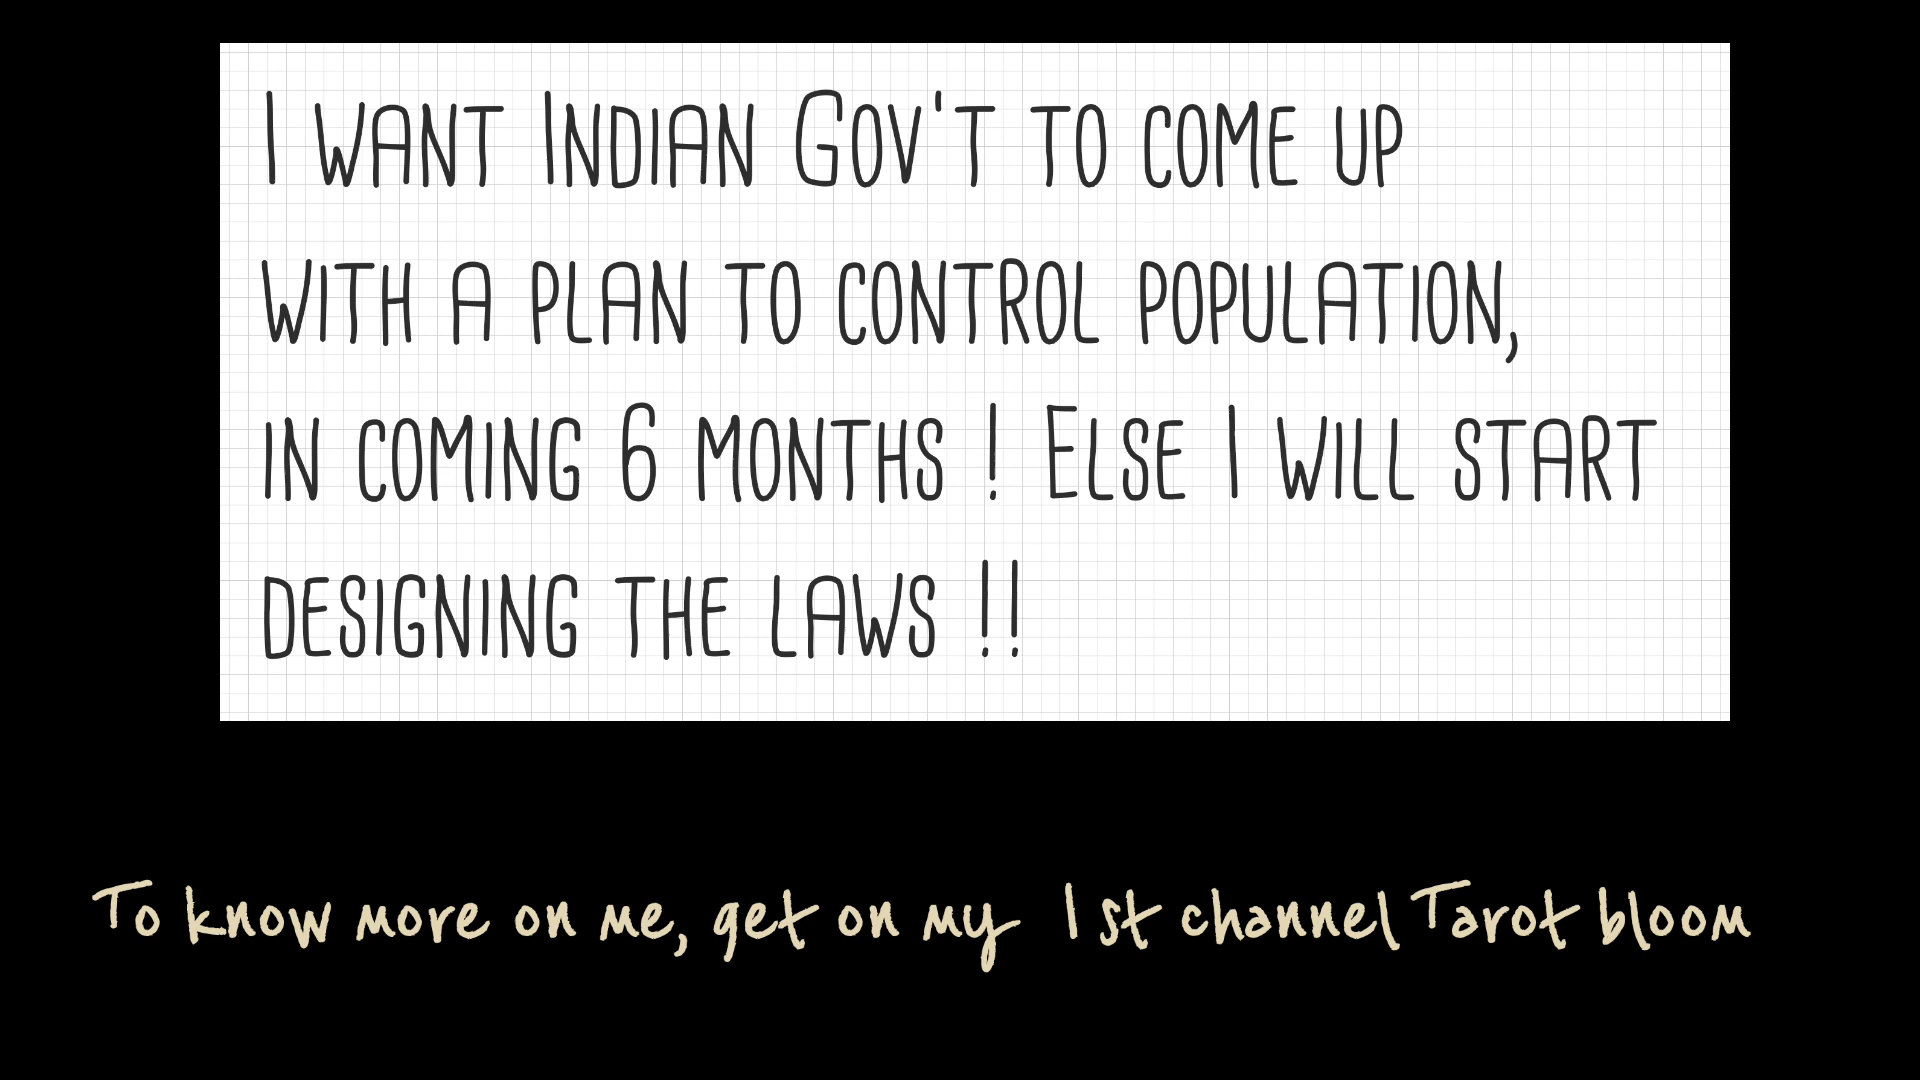 I WANT INDIAN GOV'T TO COME UP
WITH A PLAN TO CONTROL POPULATION,
IN COMING 6 MONTHS ! ELSE I WILL START
DESIGNING THE LAWS !!
To know more on me, get on my 1st channel Tarot bloom